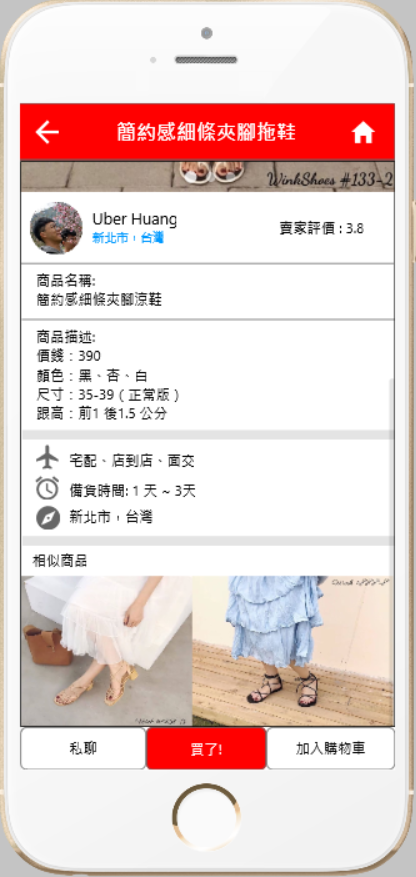 簡約感細條夾腳拖鞋
WinkShoes #133-2
Uber Huang
新北市，台灣
賣家評價 : 3.8
商品名稱:
簡約感細條夾腳涼鞋
商品描述:
價錢：390
顏色：黑、杏、白
尺寸：35-39 ( 正常版 )
跟高：前1 後1.5 公分
宅配、店到店、面交
備貨時間: 1 天 ~ 3天
新北市，台灣
相似商品
私聊
買了!
加入購物車